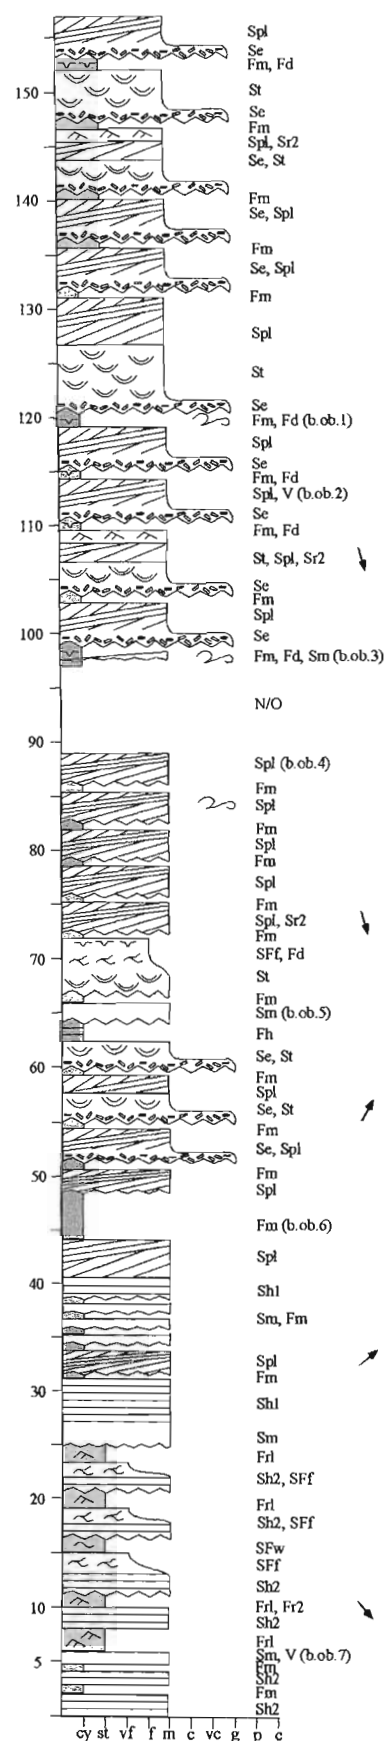 Spl
Se
Fm, Fd
150
St
Se
Fm
Spl, Sr2
Se, St
140
Fm
Se, Spl
Fm
Se, Spl
130
Fm
Spl
St
Se
120
Fm, Fd (b.ob.1)
Spl
Se
Fm, Fd
Spl, V (b.ob.2)
Se
110
Fm, Fd
St, Spl, Sr2
Se
Fm
Spl
100
Se
Fm, Fd, Sm (b.ob.3)
N/O
90
Spl (b.ob.4)
Fm
Spl
Fm
80
Spl
Fm
Spl
Fm
Spl, Sr2
Fm
70
SFf, Fd
St
Fm
Sm (b.ob.5)
Fh
60
Se, St
Fm
Spl
Se, St
Fm
Se, Spl
50
Fm
Spl
Fm (b.ob.6)
Spl
40
Sh1
Sm, Fm
Spl
Fm
30
Sh1
Sm
Frl
Sh2, SFf
20
Frl
Sh2, SFf
SFw
SFf
Sh2
10
Frl, Fr2
Sh2
Frl
5
Sm, V (b.ob.7)
Fm
Sh2
Fm
Sh2
cy st vf f m c vc g p c